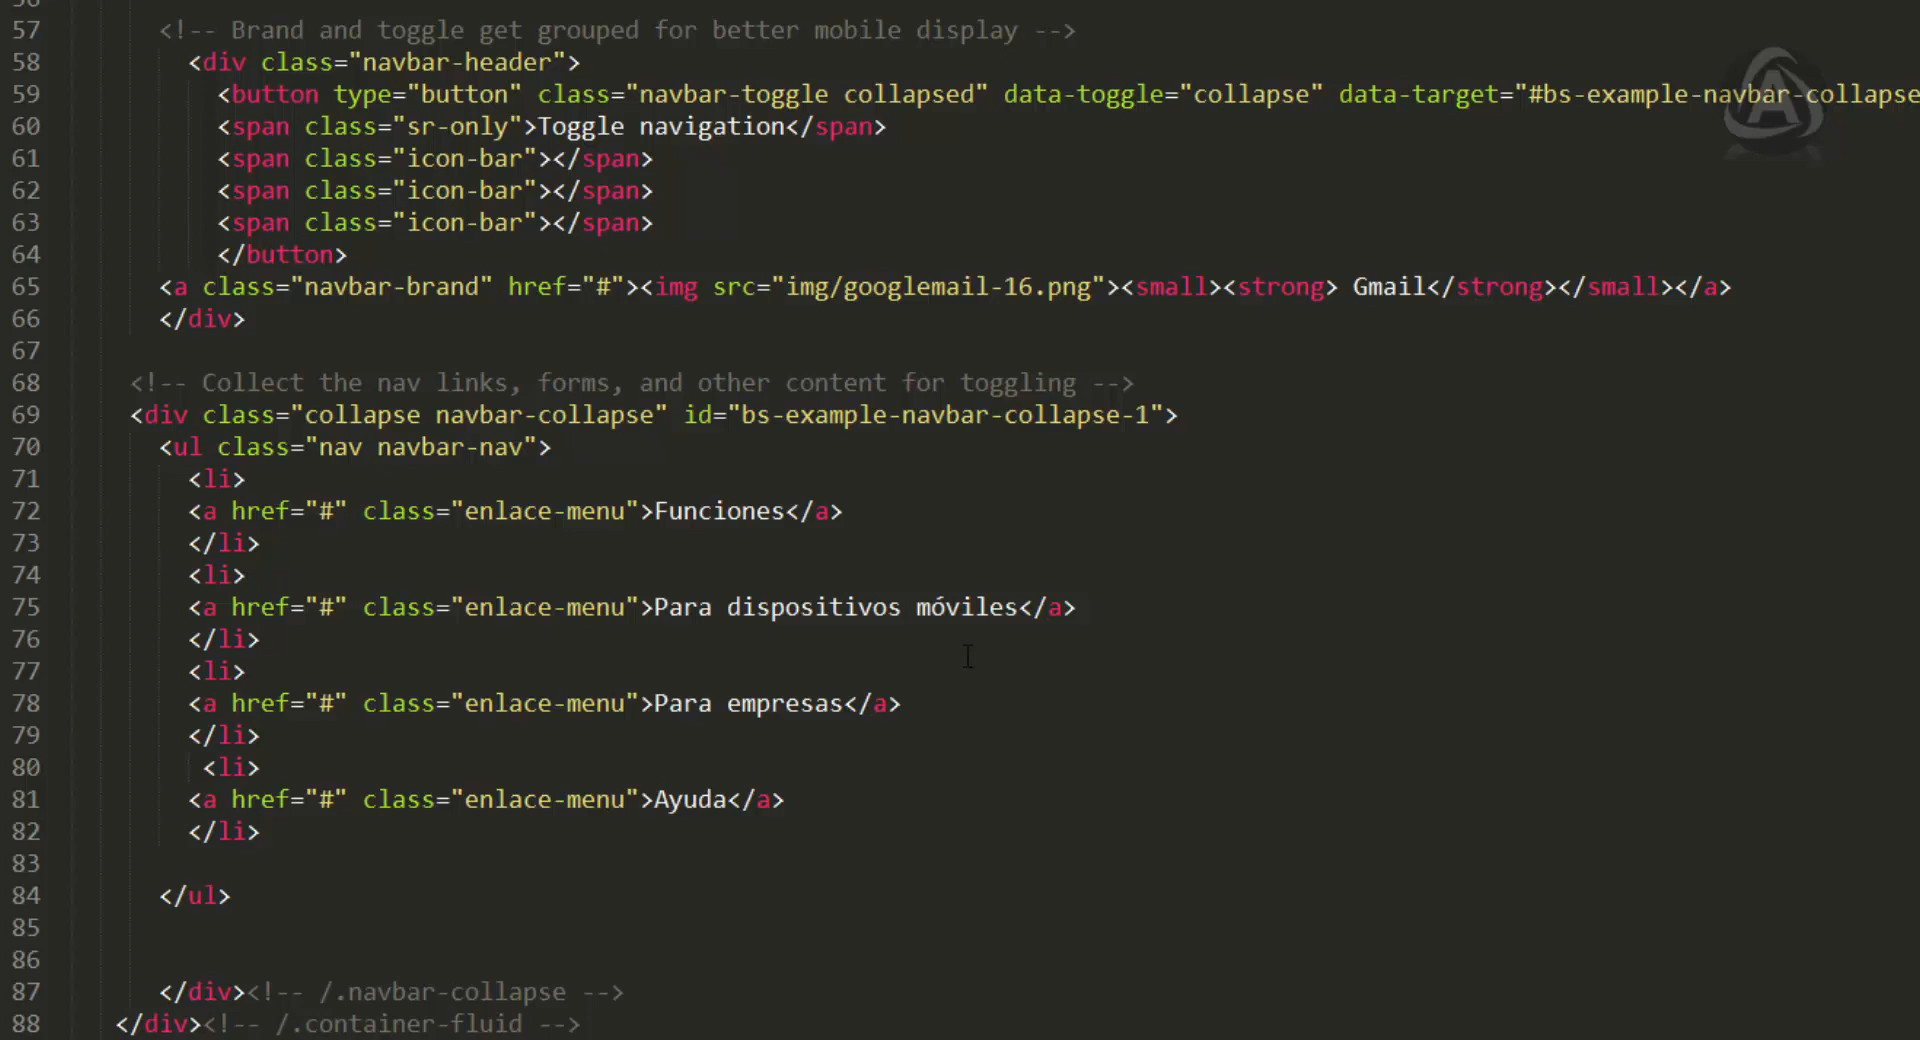 57 <!-- Brand and toggle get grouped for better mobile display -->
58 <div class="navbar-header">
59 <button type="button" class="navbar-toggle collapsed" data-toggle="collapse" data-target="#bs-example-navbar-collapse
60 <span class="sr-only">Toggle navigation</span>
61 <span class="icon-bar"></span>
62 <span class="icon-bar"></span>
63 <span class="icon-bar"></span>
64 </button>
65 <a class="navbar-brand" href="#"><img src="img/googlemail-16.png"><small><strong> Gmail</strong></small></a>
66 </div>
67
68 <!-- Collect the nav links, forms, and other content for toggling -->
69 <div class="collapse navbar-collapse" id="bs-example-navbar-collapse-1">
70 <ul class="nav navbar-nav">
71 <li>
72 <a href="#" class="enlace-menu">Funciones</a>
73 </li>
74 <li>
75 <a href="#" class="enlace-menu">Para dispositivos móviles</a>
76 </li>
77 <li>
78 <a href="#" class="enlace-menu">Para empresas</a>
79 </li>
80 <li>
81 <a href="#" class="enlace-menu">Ayuda</a>
82 </li>
83
84 </ul>
85
86
87 </div><!-- /.navbar-collapse -->
88 </div><!-- /.container-fluid -->